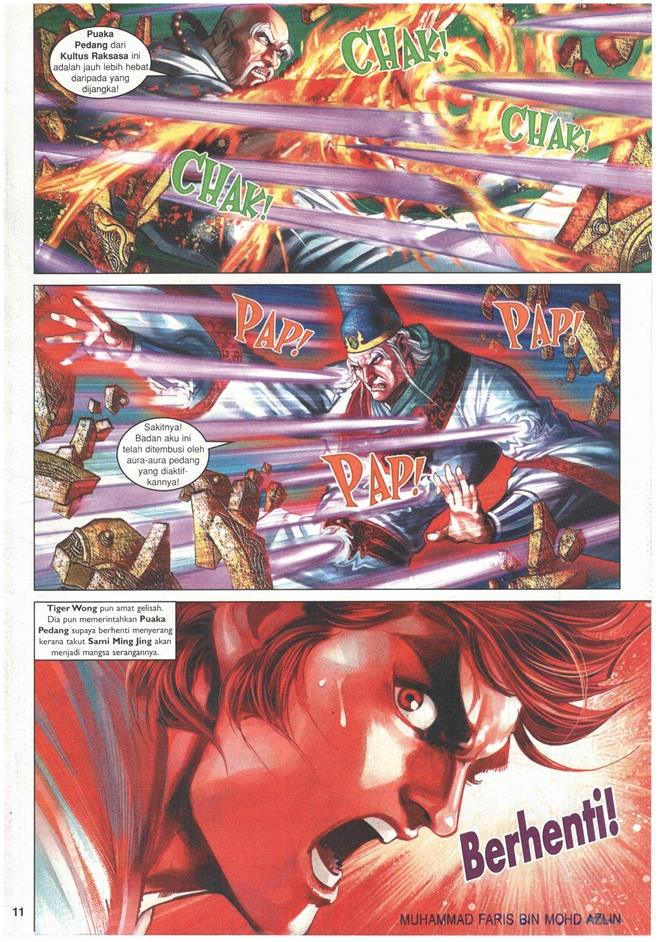 Puaka
Pedang dari
Kultus Raksasa ini
adalah jauh lebih hebat
daripada yang
dijangka!
CHAK!
CHAK!
CHAK!
PAP!
PAP!
Sakitnya!
Badan aku ini
telah ditembusi oleh
aura-aura pedang
yang diaktif-
kannya!
PAP!
Tiger Wong pun amat gelisah.
Dia pun memerintahkan Puaka
Pedang supaya berhenti menyerang
kerana takut Sami Ming Jing akan
menjadi mangsa serangannya.
Berhenti!
11
MUHAMMAD FARIS BIN MOHD AZLIN